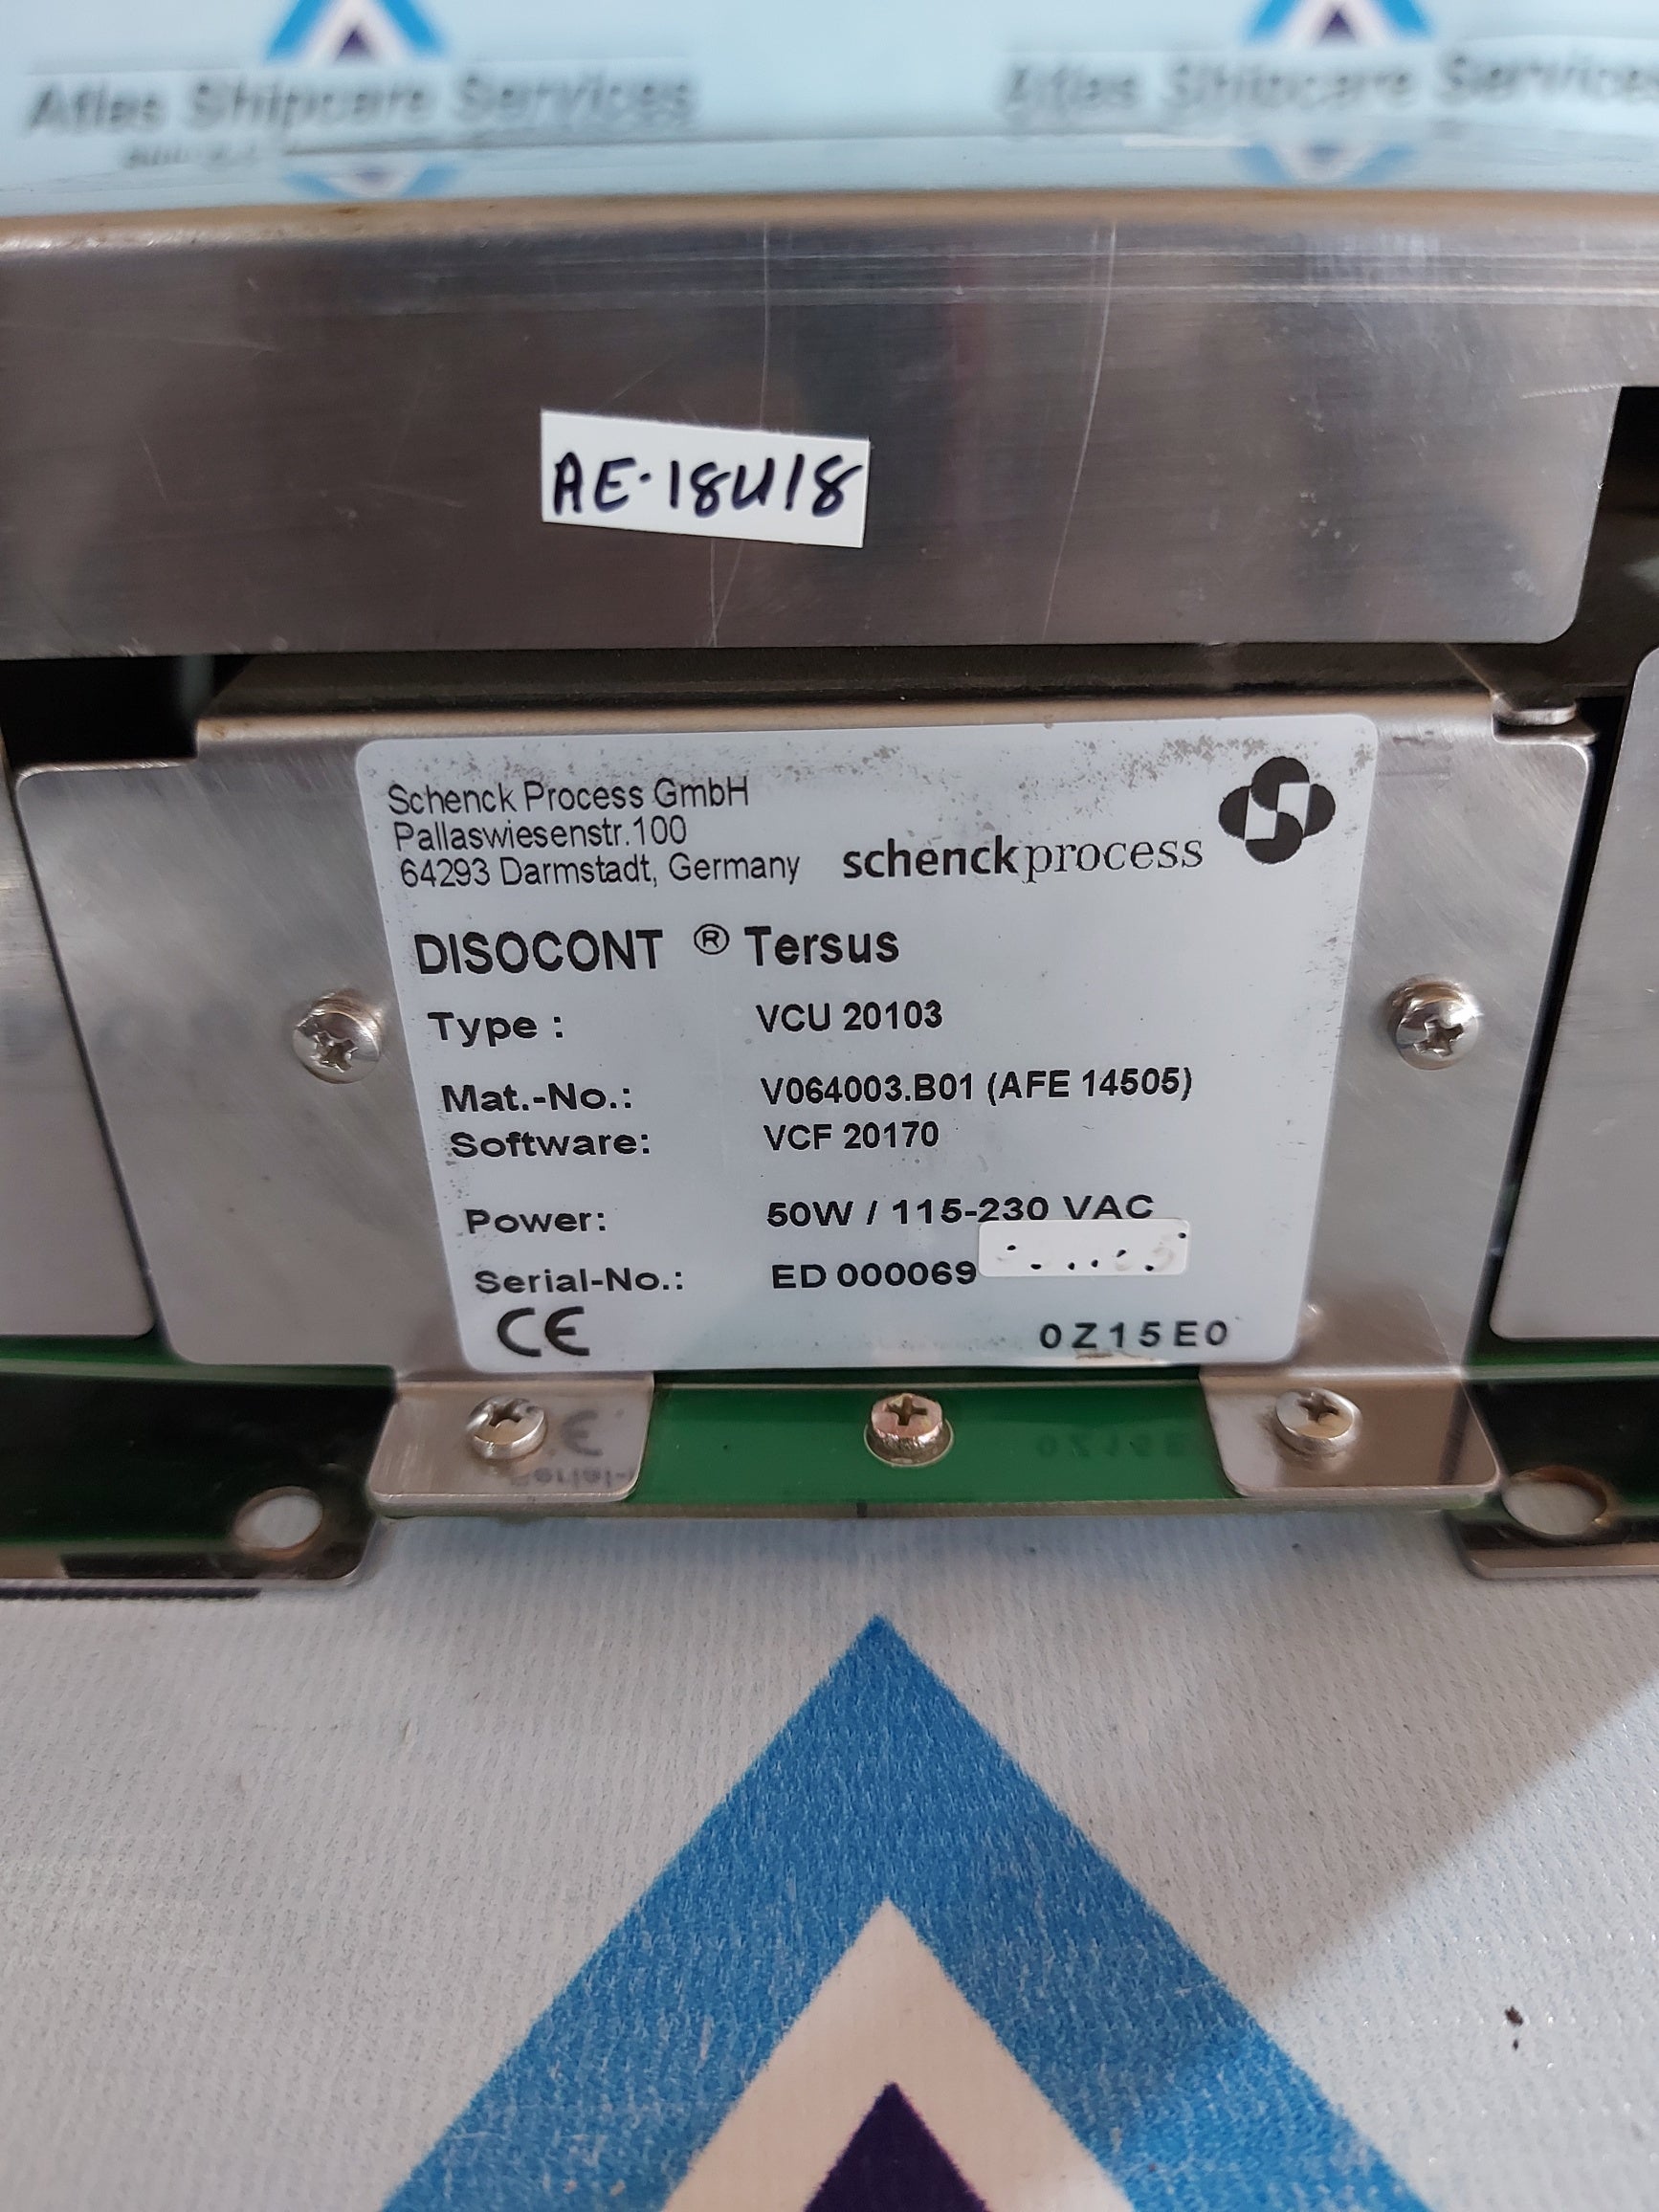 Atlas Shipcare Services
Atlas Shipcare Services
AE-18U18
Schenck Process GmbH
Pallaswiesenstr.100
64293 Darmstadt, Germany
schenckprocess
DISOCONT ® Tersus
Type : VCU 20103
Mat.-No.: V064003.B01 (AFE 14505)
Software: VCF 20170
Power: 50W / 115-230 VAC
Serial-No.: ED 000069
CE 0Z15E0